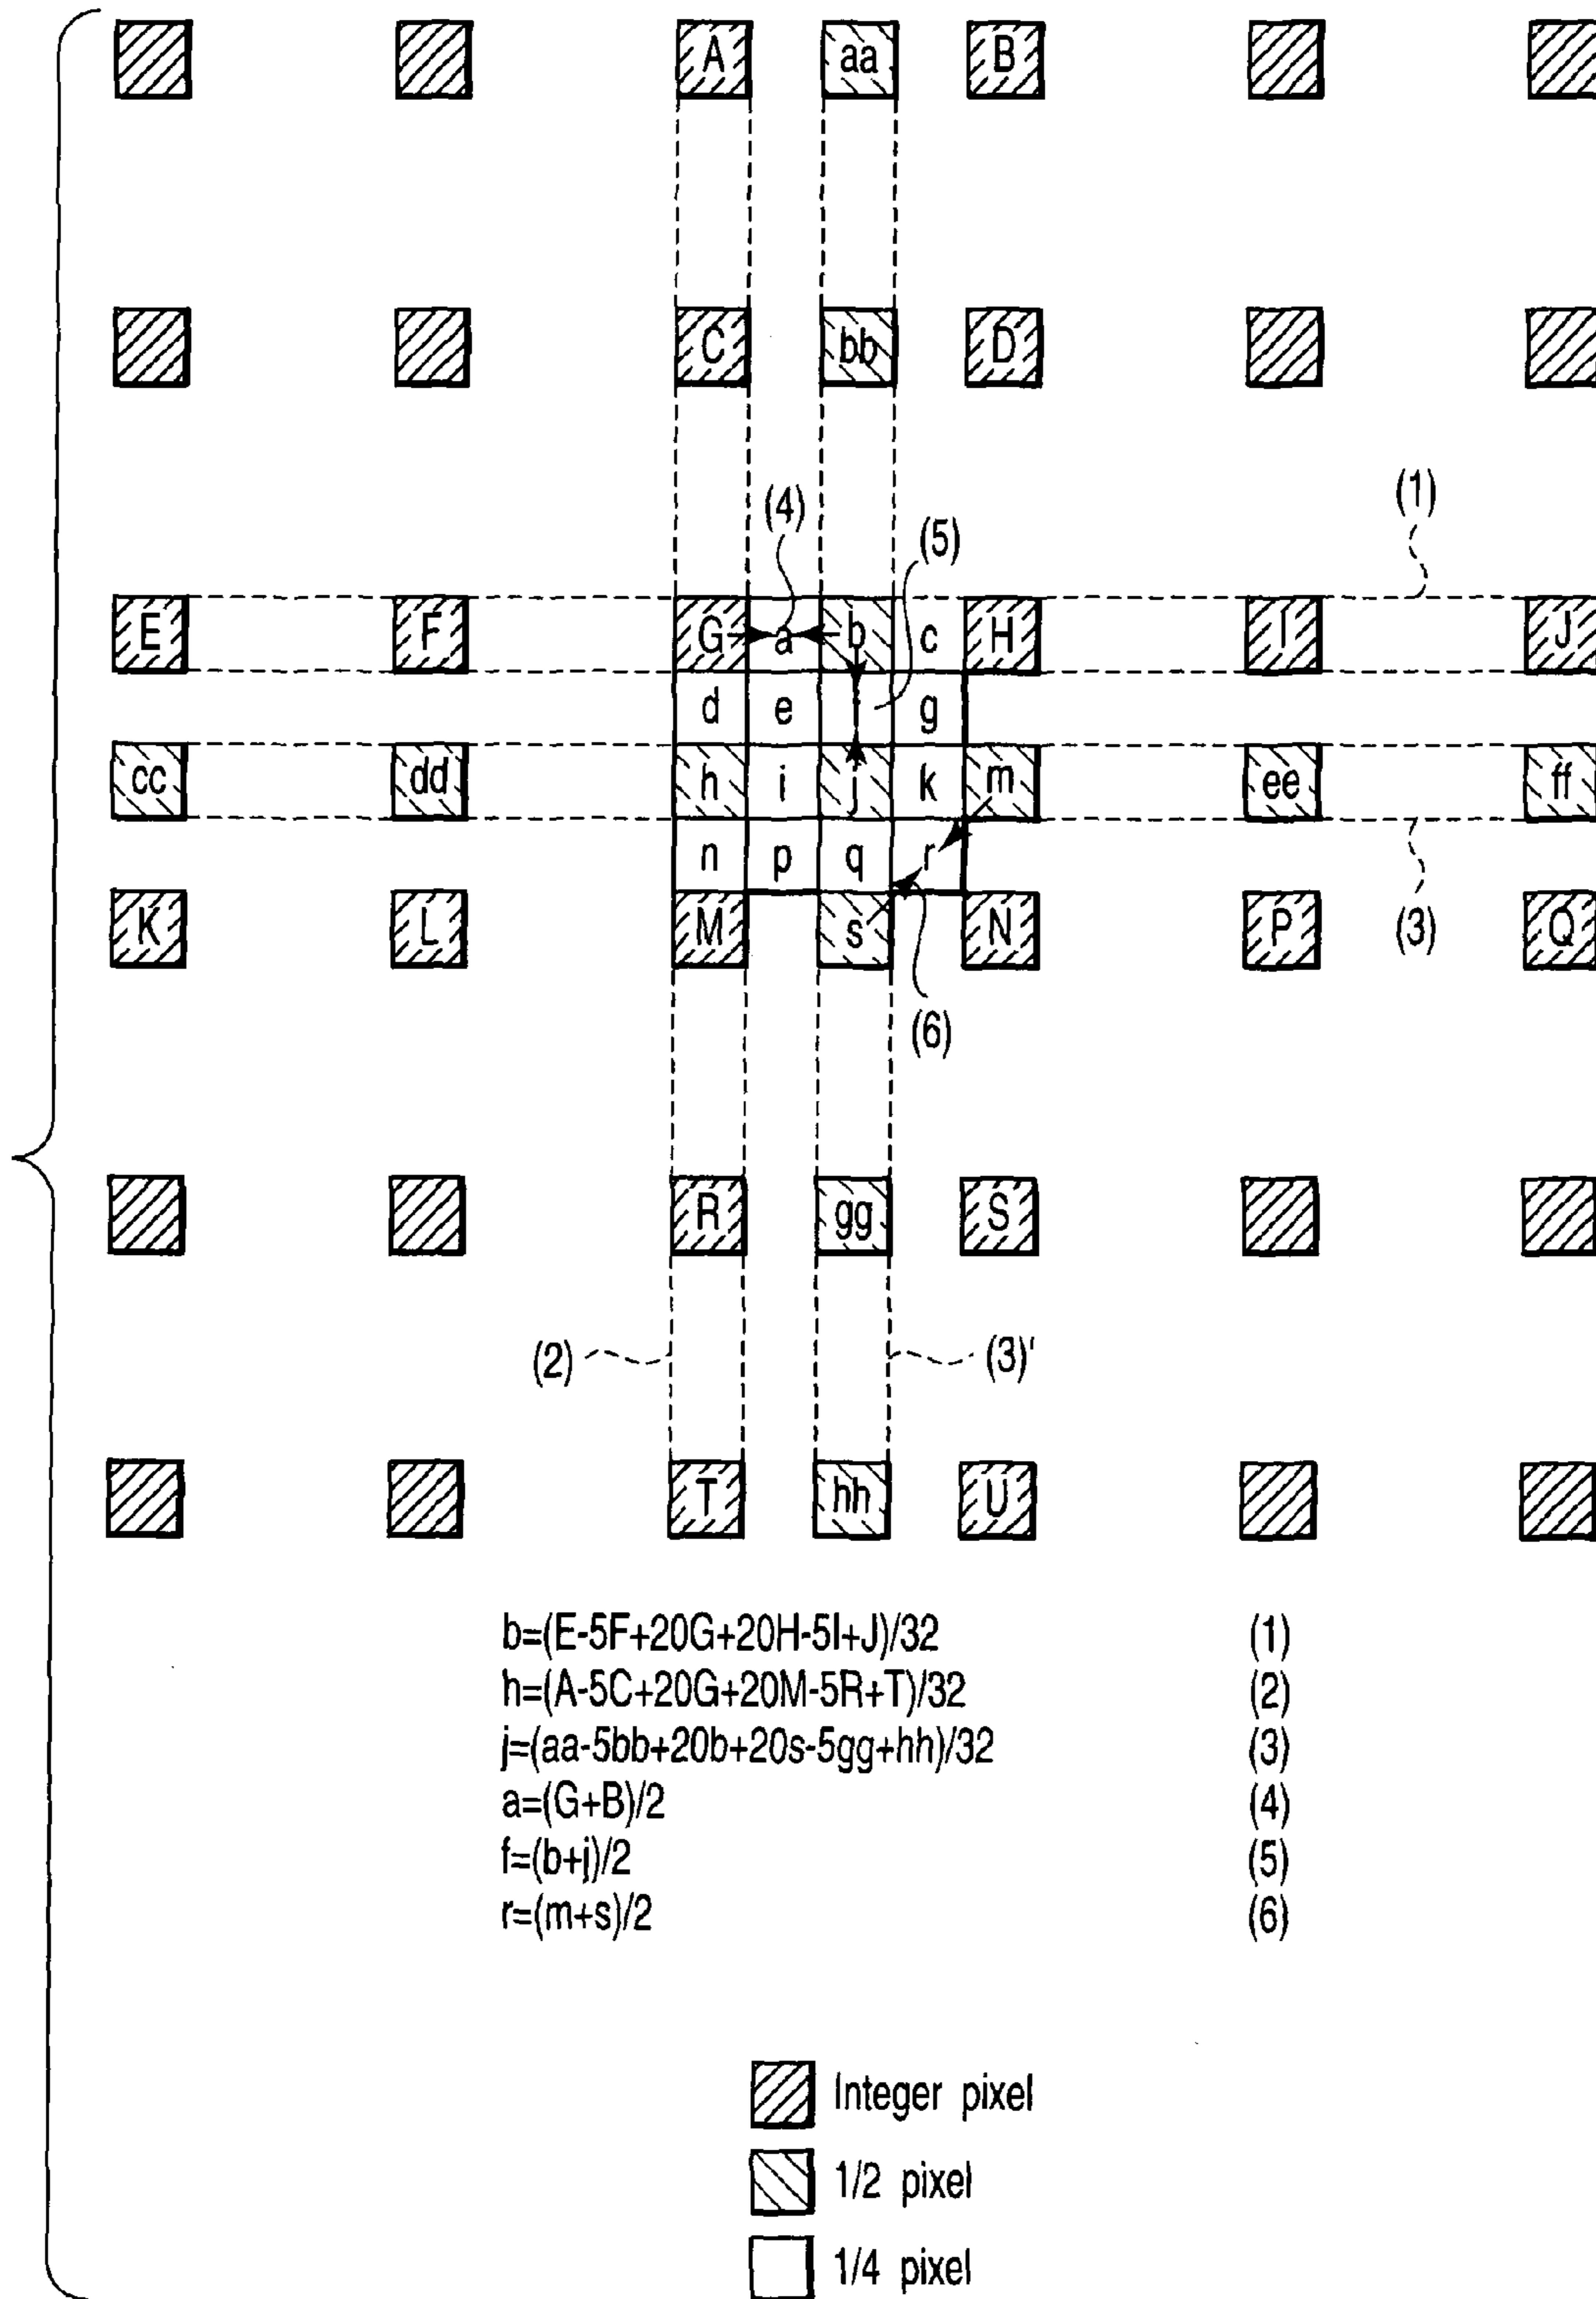 A aa B
C bb D
(1)
(4)
(5)
E F G a b c H I J
d e g
cc dd h i j k m ee ff
n p q r
K L M s N P (3) Q
(6)
R gg S
(2) (3)'
T hh U
b=(E-5F+20G+20H-5I+J)/32 (1)
h=(A-5C+20G+20M-5R+T)/32 (2)
j=(aa-5bb+20b+20s-5gg+hh)/32 (3)
a=(G+B)/2 (4)
f=(b+j)/2 (5)
r=(m+s)/2 (6)
Integer pixel
1/2 pixel
1/4 pixel